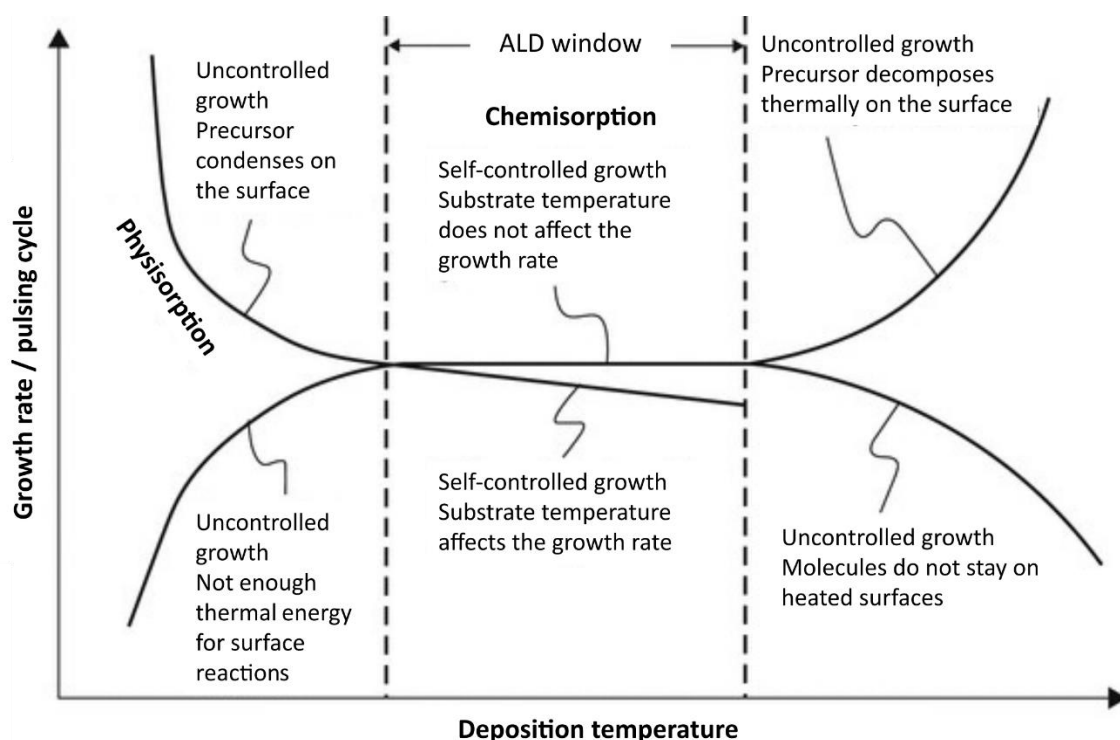 ALD window
Uncontrolled
growth
Precursor
condenses on
the surface
Physisorption
Chemisorption
Self-controlled growth
Substrate temperature
does not affect the
growth rate
Uncontrolled growth
Precursor decomposes
thermally on the surface
Growth rate / pulsing cycle
Uncontrolled
growth
Not enough
thermal energy
for surface
reactions
Self-controlled growth
Substrate temperature
affects the growth rate
Uncontrolled growth
Molecules do not stay on
heated surfaces
Deposition temperature